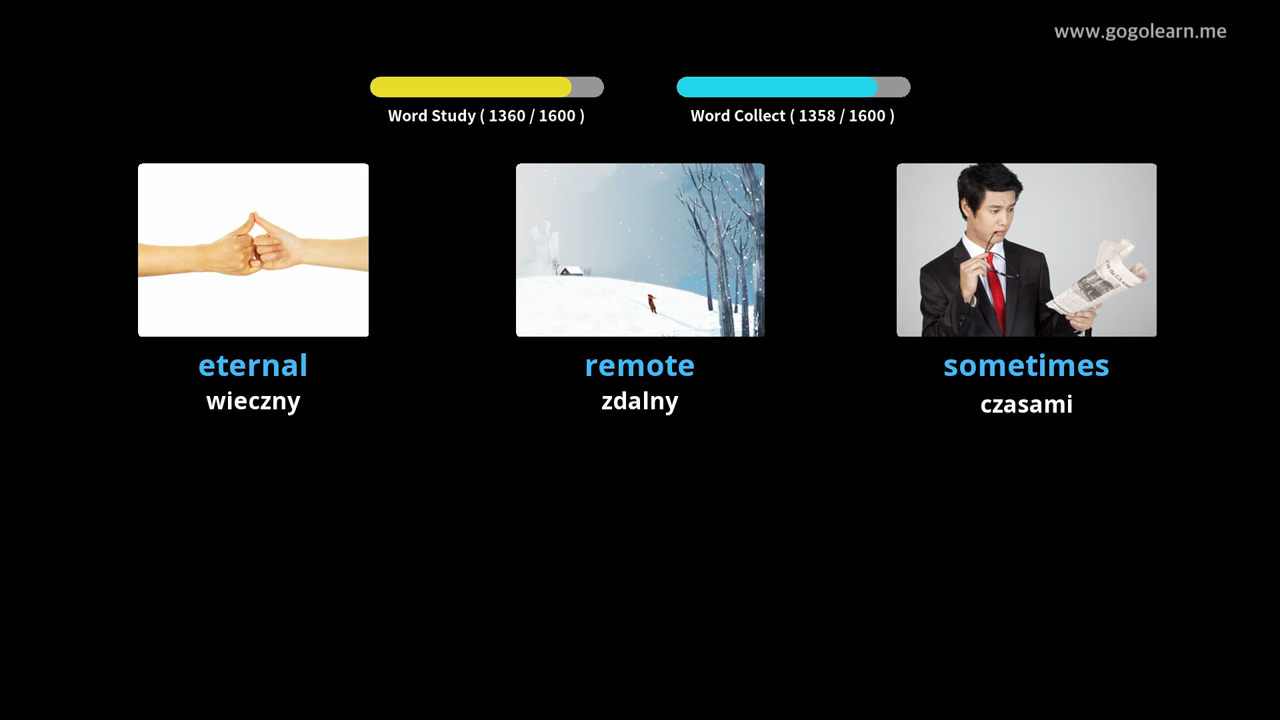 www.gogolearn.me
Word Study ( 1360 / 1600 )
Word Collect ( 1358 / 1600 )
eternal
wieczny
remote
zdalny
sometimes
czasami